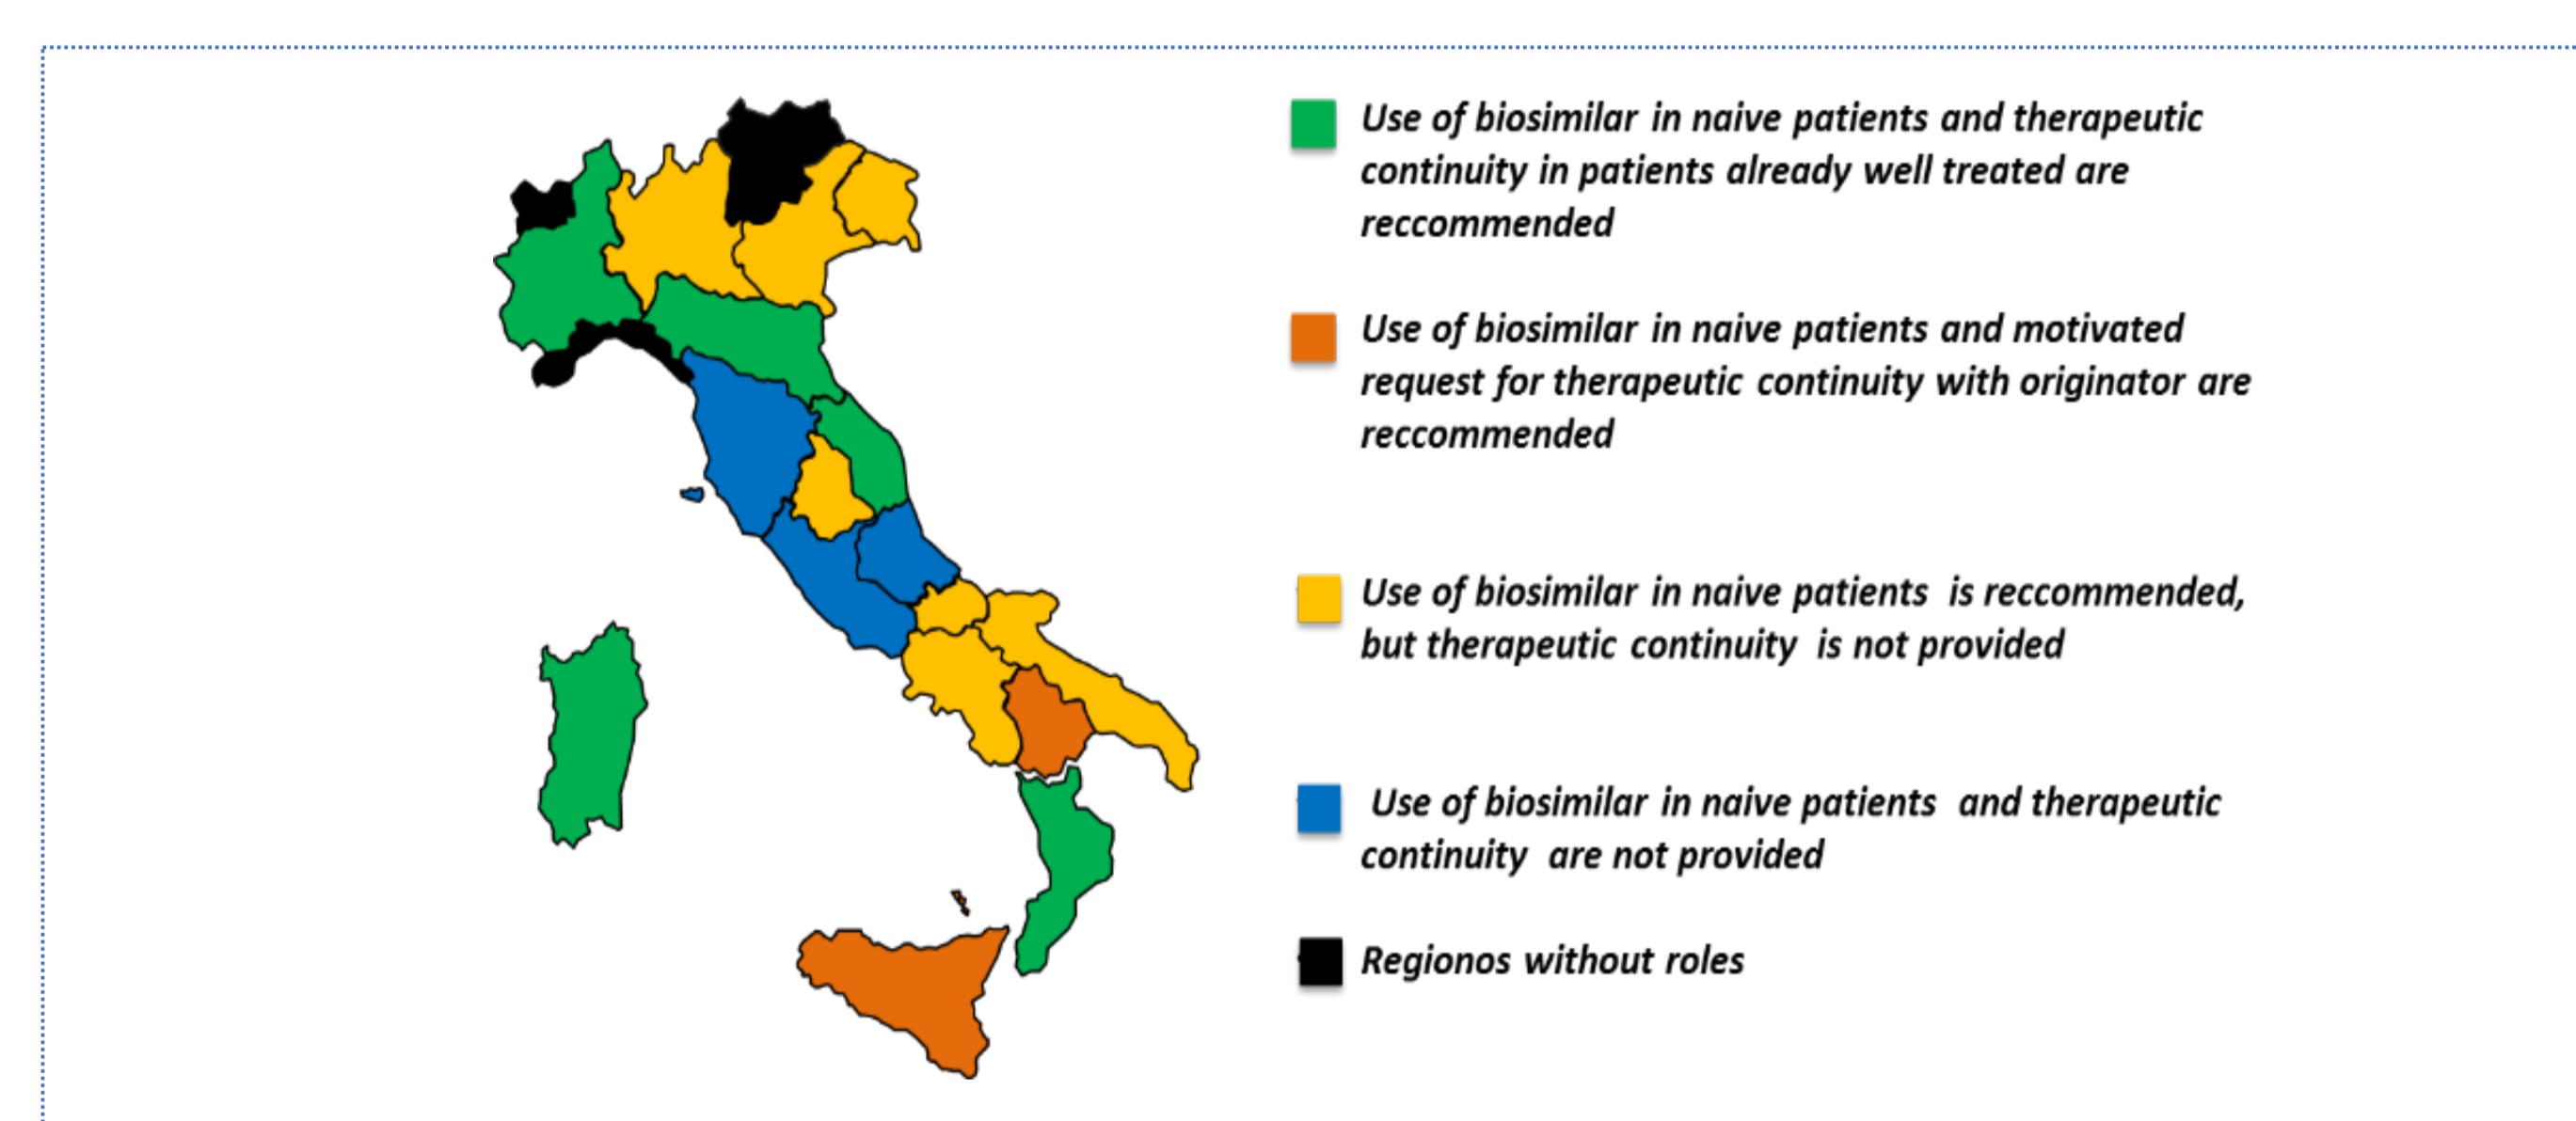 Use of biosimilar in naive patients and therapeutic
continuity in patients already well treated are
reccommended
Use of biosimilar in naive patients and motivated
request for therapeutic continuity with originator are
reccommended
Use of biosimilar in naive patients is reccommended,
but therapeutic continuity is not provided
Use of biosimilar in naive patients and therapeutic
continuity are not provided
Regionos without roles